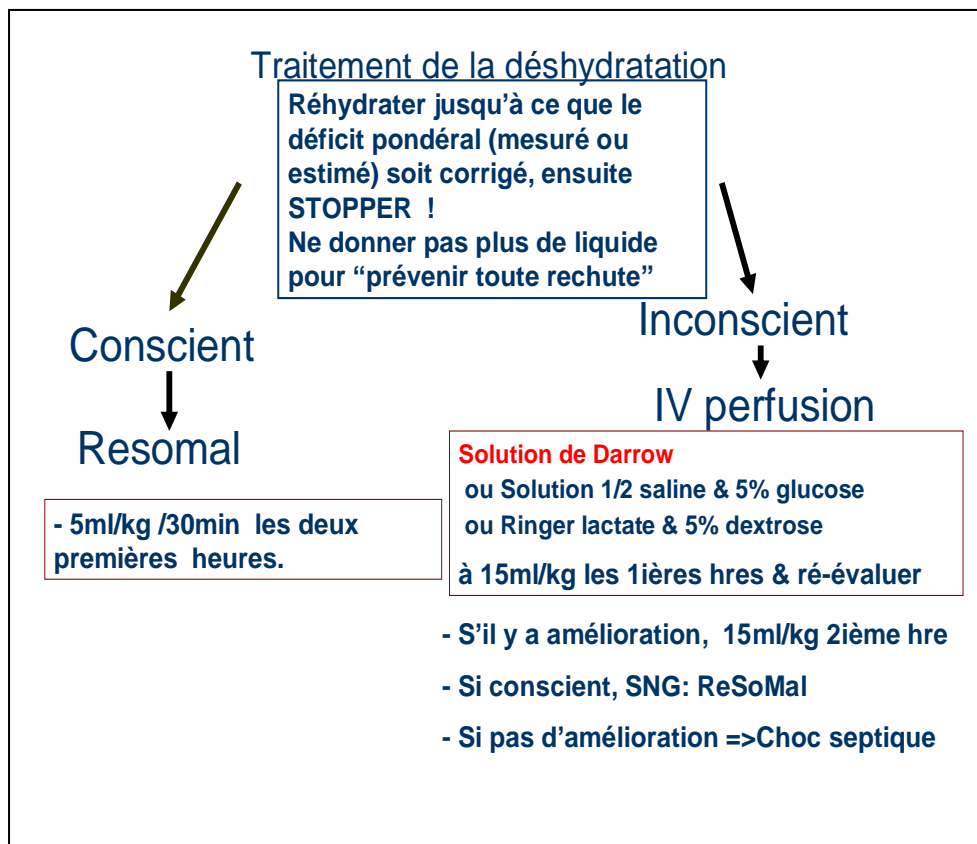 Traitement de la déshydratation
Réhydrater jusqu'à ce que le
déficit pondéral (mesuré ou
estimé) soit corrigé, ensuite
STOPPER !
Ne donner pas plus de liquide
pour “prévenir toute rechute”
Conscient
Resomal
- 5ml/kg /30min les deux
premières heures.
Inconscient
IV perfusion
Solution de Darrow
ou Solution 1/2 saline & 5% glucose
ou Ringer lactate & 5% dextrose
à 15ml/kg les 1ières hres & ré-évaluer
- S'il y a amélioration, 15ml/kg 2ième hre
- Si conscient, SNG: ReSoMal
- Si pas d'amélioration =>Choc septique